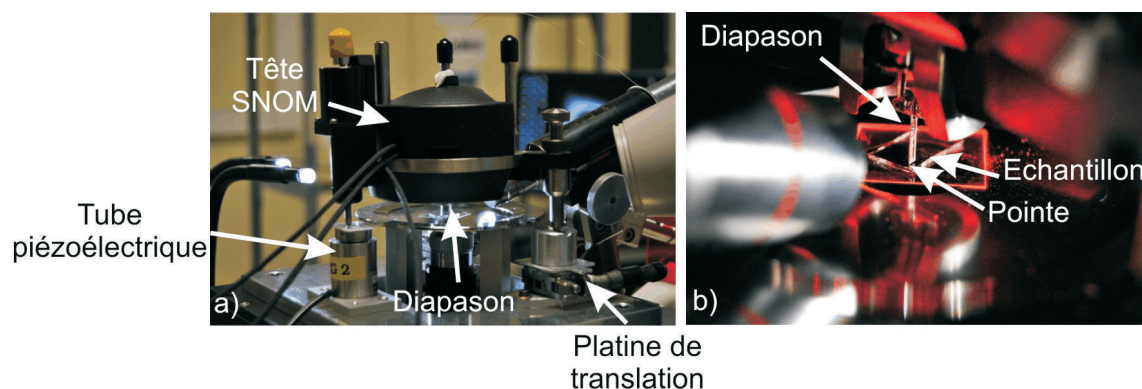 Tête
SNOM
Tube
piézoélectrique
G 2
a)
Diapason
Platine de
translation
Diapason
Echantillon
Pointe
b)